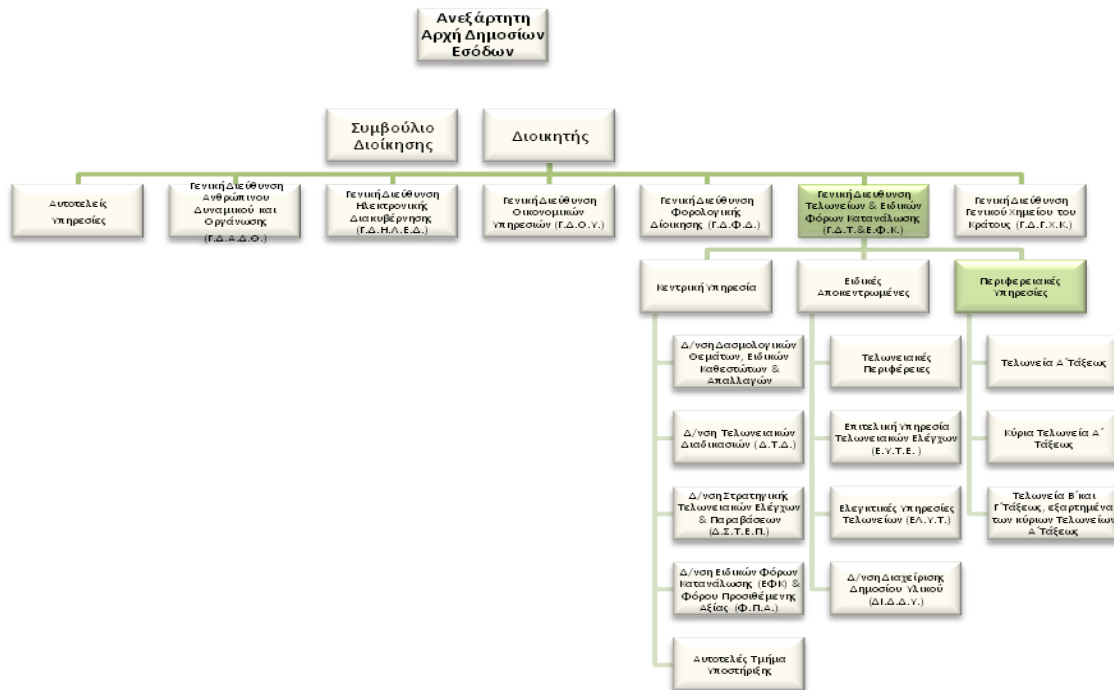 Ανεξάρτητη
Αρχή Δημοσίων
Εσόδων
Συμβούλιο
Διοίκησης
Διοικητής
Αυτοτελείς
Υπηρεσίες
Γενική Διεύθυνση
Ανθρώπινου
Δυναμικού και
Οργάνωσης
(Γ.Δ.Α.Δ.Ο.)
Γενική Διεύθυνση
Ηλεκτρονικής
Διακυβέρνησης
(Γ.Δ.ΗΛ.Ε.Δ.)
Γενική Διεύθυνση
Οικονομικών
Υπηρεσιών (Γ.Δ.Ο.Υ.)
Γενική Διεύθυνση
Φορολογικής
Διοίκησης (Γ.Δ.Φ.Δ.)
Γενική Διευθυνση
Τελωνείων & Ειδικών
Φόρων Κατανάλωσης
(Γ.Δ.Τ.&Ε.Φ.Κ.)
Γενική Διεύθυνση
Γενικού Χημείου του
Κράτους (Γ.Δ.Γ.Χ.Κ.)
Κεντρική Υπηρεσία
Ειδικές
Αποκεντρωμένες
Περιφερειακές
Υπηρεσίες
Δ/νση Δασμολογικών
Θεμάτων, Ειδικών
Καθεστώτων &
Απαλλαγών
Τελωνειακές
Περιφέρειες
Τελωνεία Α΄Τάξεως
Δ/νση Τελωνειακών
Διαδικασιών (Δ.Τ.Δ.)
Επιτελική Υπηρεσία
Τελωνειακών Ελέγχων
(Ε.Υ.Τ.Ε.)
Κύρια Τελωνεία Α΄
Τάξεως
Δ/νση Στρατηγικής
Τελωνειακών Ελέγχων
& Παραβάσεων
(Δ.Σ.Τ.Ε.Π.)
Ελεγκτικές Υπηρεσίες
Τελωνείων (ΕΛ.Υ.Τ.)
Τελωνεία Β΄ και
Γ΄Τάξεως, εξαρτημένα
των κύριων Τελωνείων
Α΄Τάξεως
Δ/νση Ειδικών Φόρων
Κατανάλωσης (ΕΦΚ) &
Φόρου Προσιθέμενης
Αξίας (Φ.Π.Α.)
Δ/νση Διαχείρισης
Δημοσίου Υλικού
(ΔΙ.Δ.Δ.Υ.)
Αυτοτελές Τμήμα
Υποστήριξης